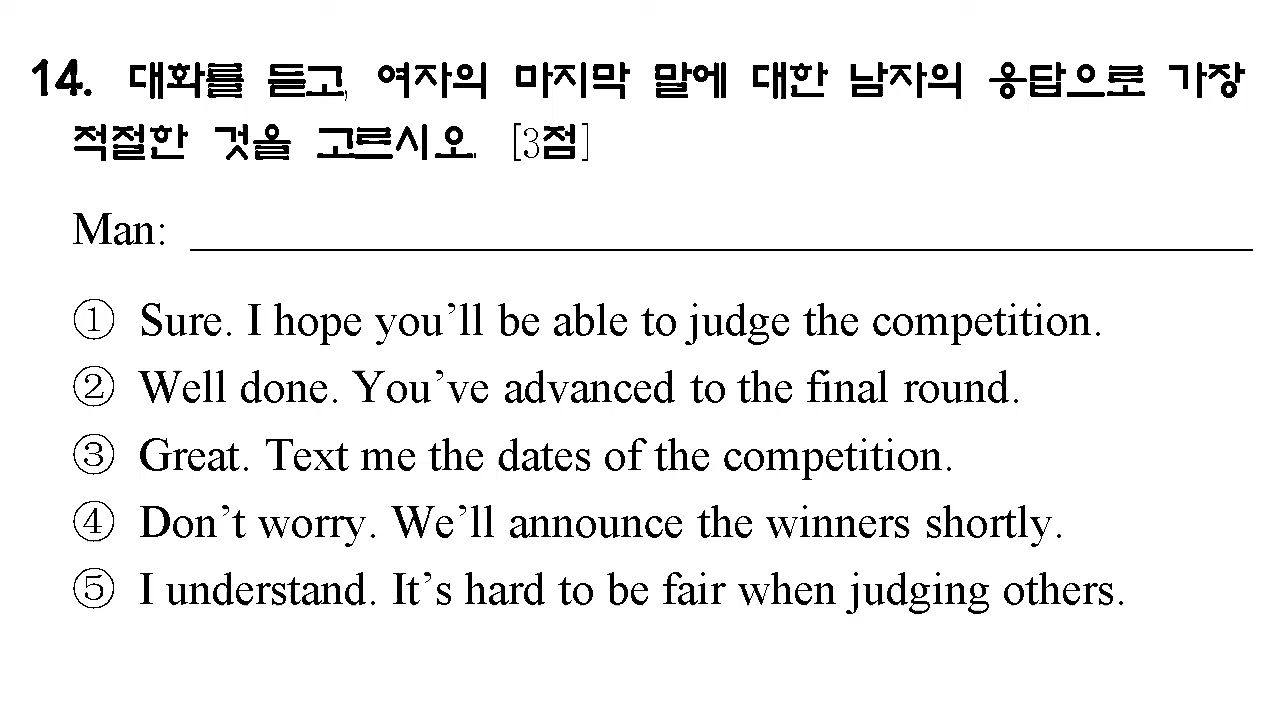 14. 대화를 듣고, 여자의 마지막 말에 대한 남자의 응답으로 가장
적절한 것을 고르시오. [3점]
Man: ____________________
① Sure. I hope you’ll be able to judge the competition.
② Well done. You’ve advanced to the final round.
③ Great. Text me the dates of the competition.
④ Don’t worry. We’ll announce the winners shortly.
⑤ I understand. It’s hard to be fair when judging others.